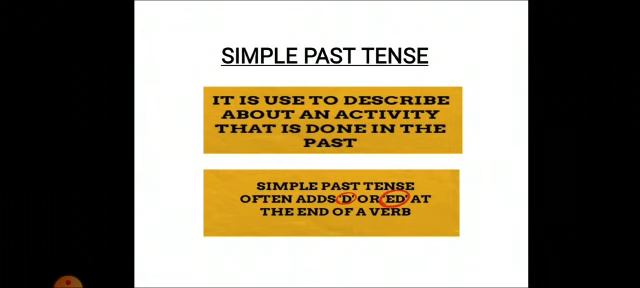 SIMPLE PAST TENSE
IT IS USE TO DESCRIBE
ABOUT AN ACTIVITY
THAT IS DONE IN THE
PAST
SIMPLE PAST TENSE
OFTEN ADDS 'D' OR 'ED' AT
THE END OF A VERB